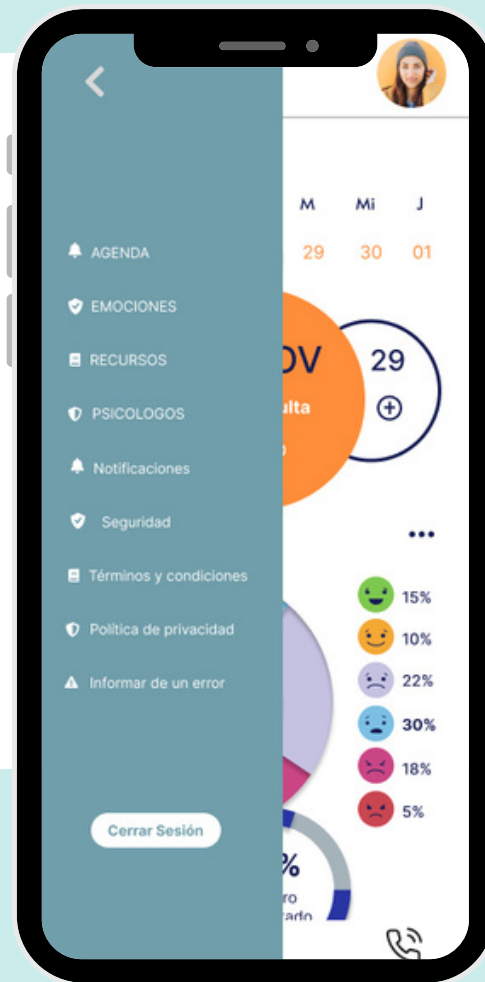 AGENDA
EMOCIONES
RECURSOS
PSICOLOGOS
Notificaciones
Seguridad
Términos y condiciones
Política de privacidad
Informar de un error
Cerrar Sesión
M Mi J
29 30 01
OV
29
ulta
15%
10%
22%
30%
18%
5%
%
ro
ado